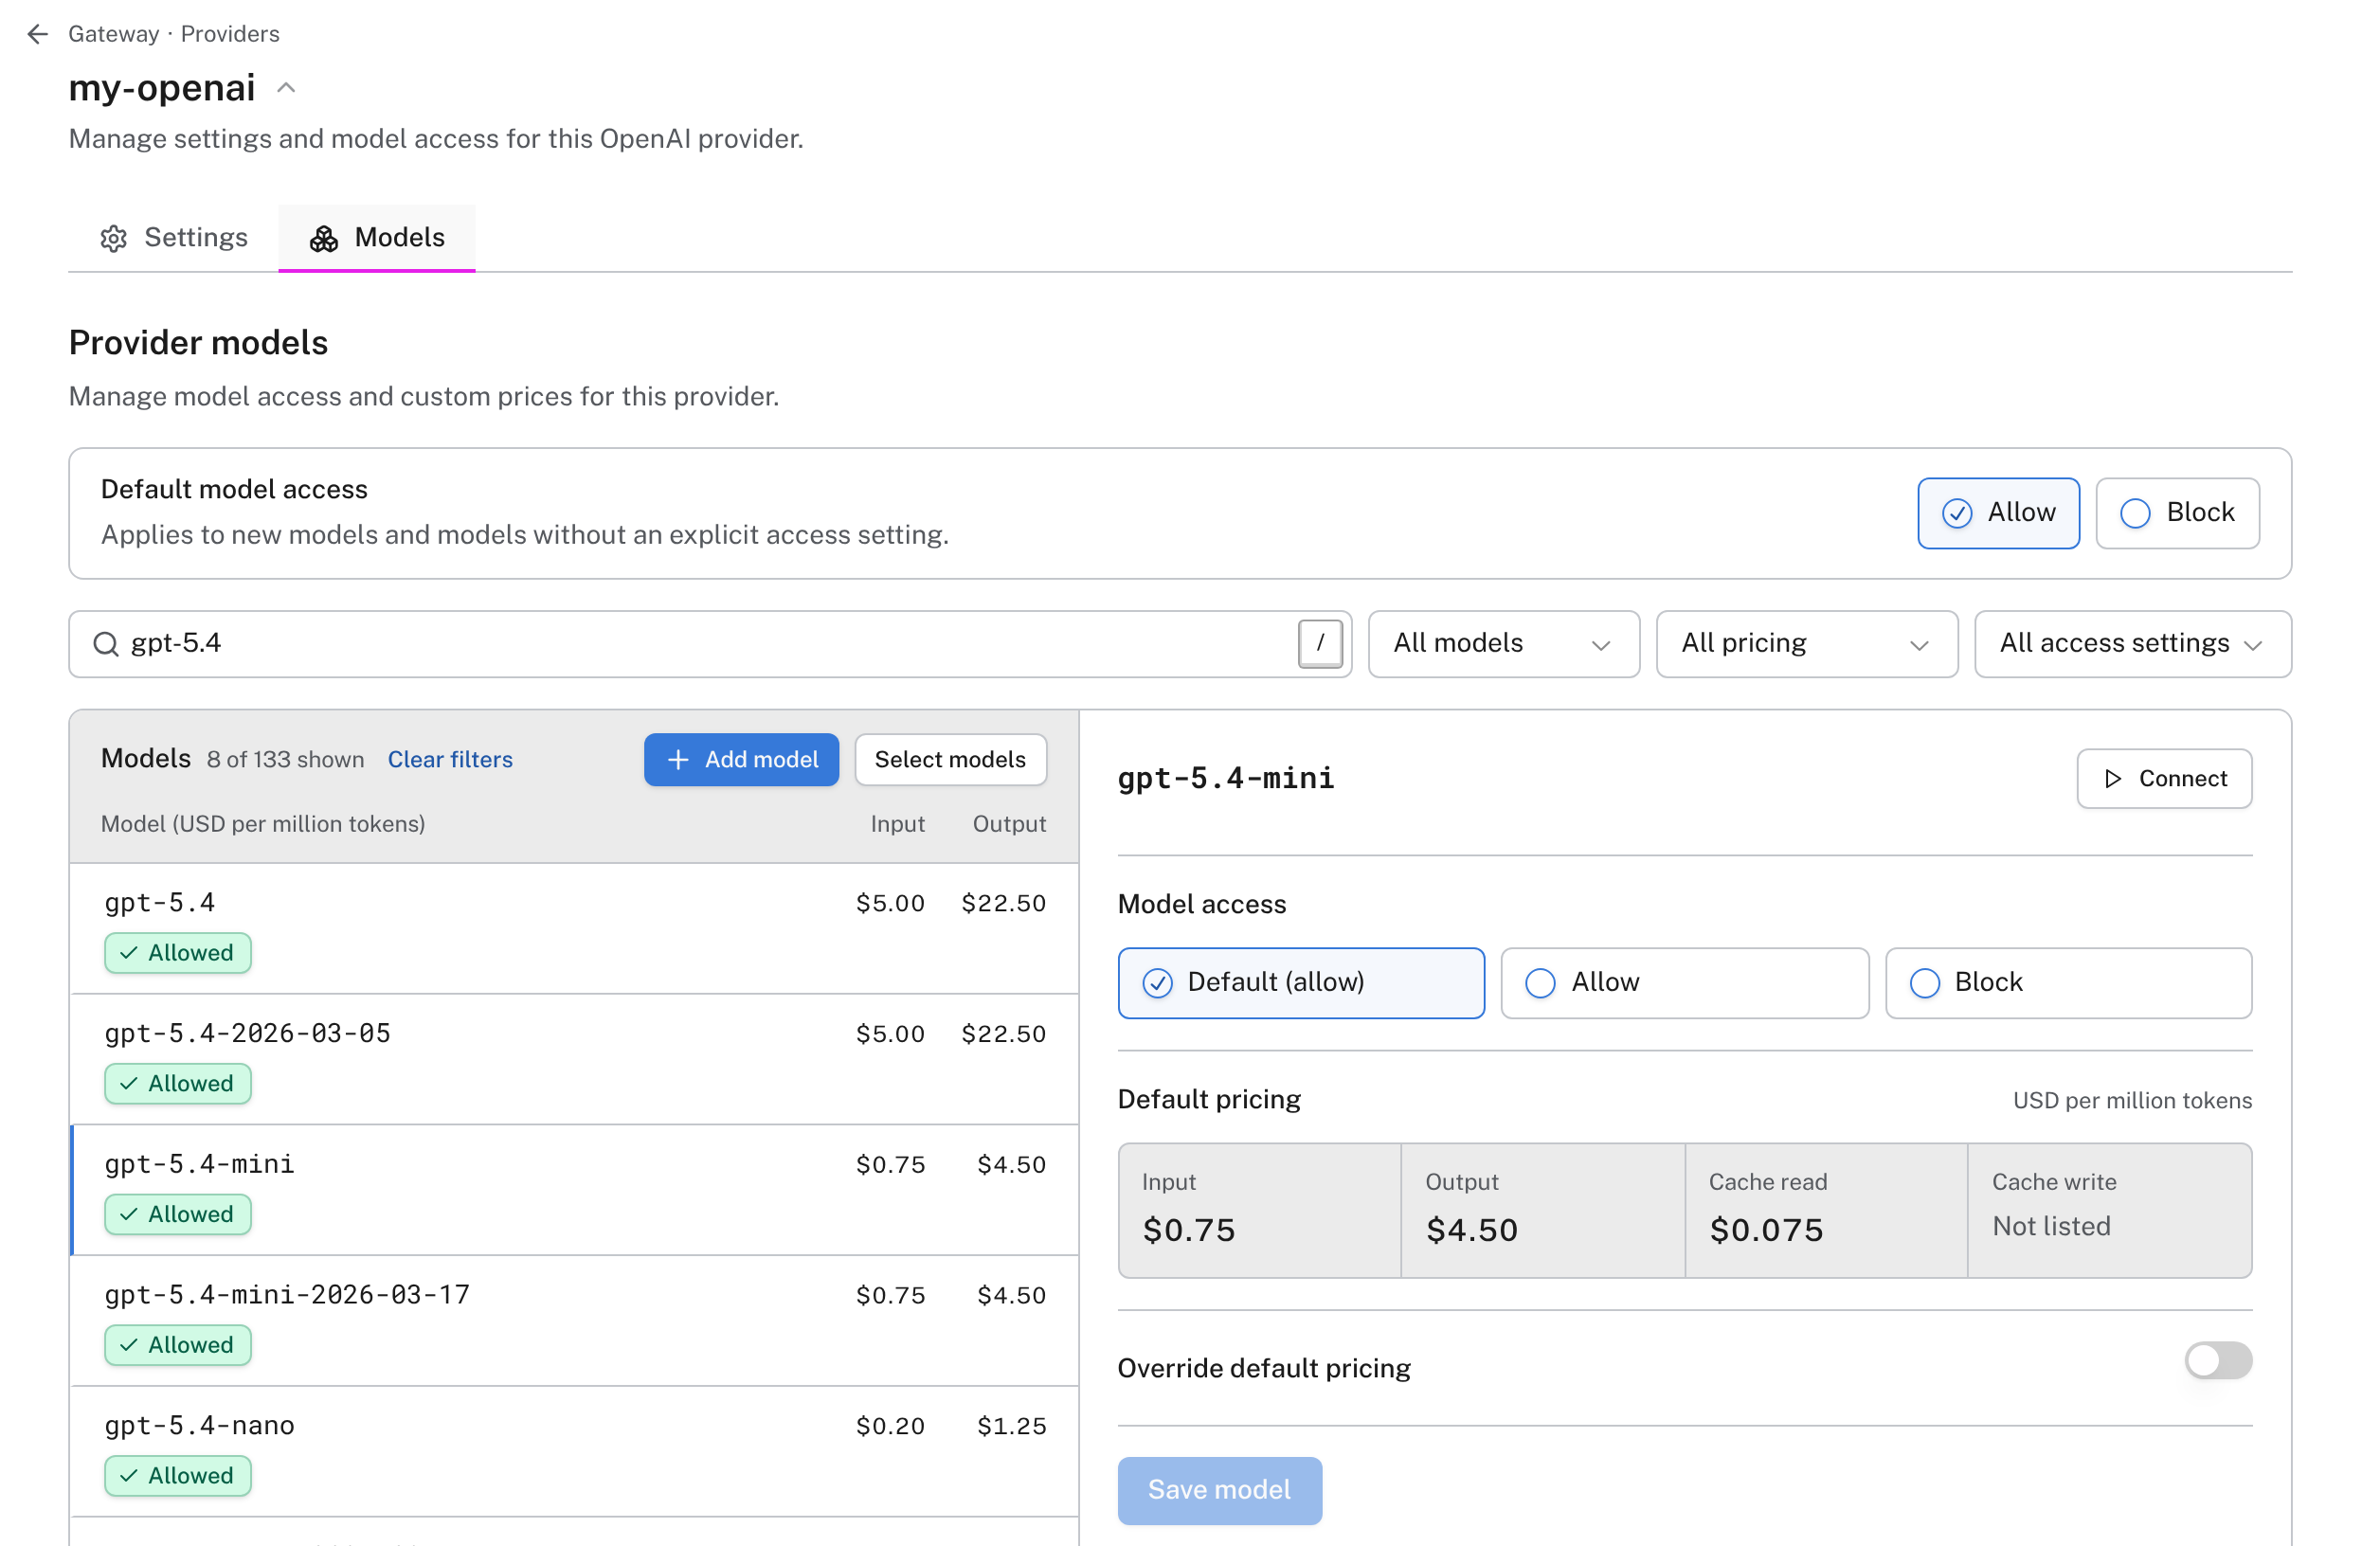 Gateway · Providers
my-openai
Manage settings and model access for this OpenAI provider.
Settings
Models
Provider models
Manage model access and custom prices for this provider.
Default model access
Applies to new models and models without an explicit access setting.
Allow
Block
gpt-5.4
/
All models
All pricing
All access settings
Models 8 of 133 shown Clear filters
+ Add model
Select models
Model (USD per million tokens) Input Output
gpt-5.4 $5.00 $22.50
Allowed
gpt-5.4-2026-03-05 $5.00 $22.50
Allowed
gpt-5.4-mini $0.75 $4.50
Allowed
gpt-5.4-mini-2026-03-17 $0.75 $4.50
Allowed
gpt-5.4-nano $0.20 $1.25
Allowed
gpt-5.4-mini
Connect
Model access
Default (allow)
Allow
Block
Default pricing USD per million tokens
Input Output Cache read Cache write
$0.75 $4.50 $0.075 Not listed
Override default pricing
Save model